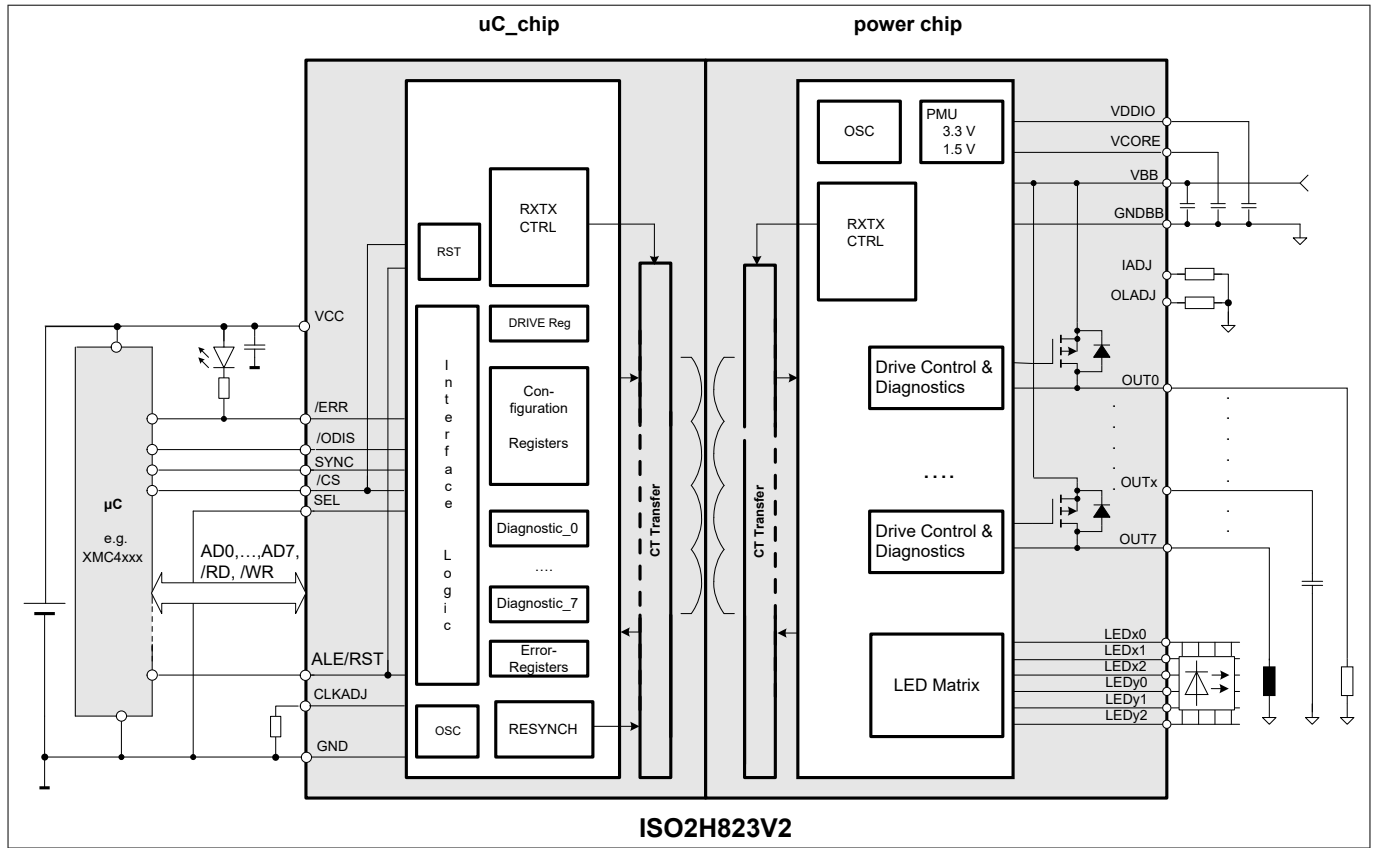 uC_chip
power chip
OSC
PMU
3.3 V
1.5 V
VDDIO
VCORE
VBB
GNDBB
IADJ
OLADJ
RXTX
CTRL
RST
RXTX
CTRL
VCC
DRIVE Reg
Interface Logic
Con-
figuration
Registers
CT Transfer
CT Transfer
Drive Control &
Diagnostics
OUT0
/ERR
/ODIS
SYNC
/CS
SEL
µC
e.g.
XMC4xxx
AD0,...,AD7,
/RD, /WR
....
OUTx
Diagnostic_0
....
Diagnostic_7
Drive Control &
Diagnostics
OUT7
Error-
Registers
ALE/RST
CLKADJ
GND
OSC
RESYNCH
LED Matrix
LEDx0
LEDx1
LEDx2
LEDy0
LEDy1
LEDy2
ISO2H823V2